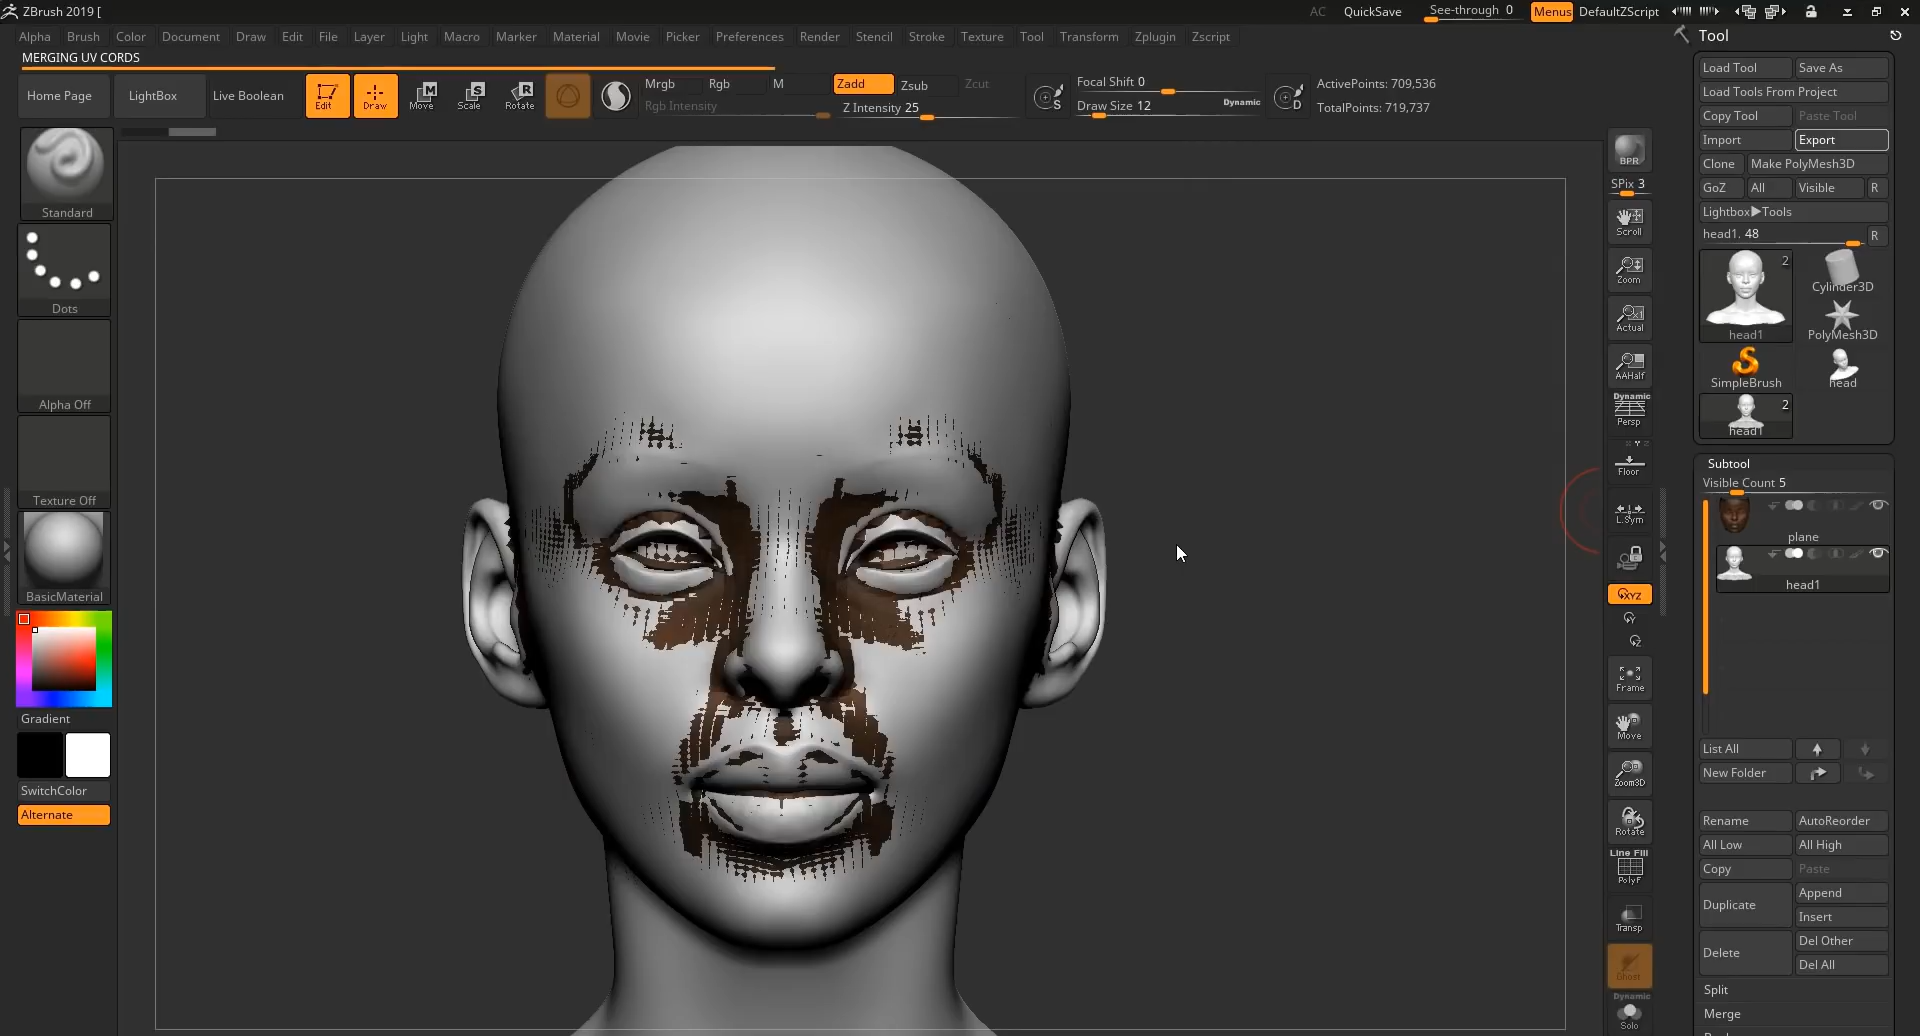 ZBrush 2019 [
AC
QuickSave
See-through 0
Menus
DefaultZScript
Alpha
Brush
Color
Document
Draw
Edit
File
Layer
Light
Macro
Marker
Material
Movie
Picker
Preferences
Render
Stencil
Stroke
Texture
Tool
Transform
Zplugin
Zscript
MERGING UV CORDS
Home Page
LightBox
Live Boolean
Edit
Draw
Move
Scale
Rotate
Mrgb
Rgb
M
Rgb Intensity
Zadd
Zsub
Zcut
Z Intensity 25
Focal Shift 0
Draw Size 12
Dynamic
ActivePoints: 709,536
TotalPoints: 719,737
Standard
Dots
Alpha Off
Texture Off
BasicMaterial
Gradient
SwitchColor
Alternate
BPR
SPix 3
Scroll
Zoom
Actual
AAHalf
Dynamic
Persp
Floor
L.Sym
XYZ
Frame
Move
Zoom3D
Rotate
Line Fill
PolyF
Transp
Ghost
Dynamic
Solo
Tool
Load Tool
Save As
Load Tools From Project
Copy Tool
Paste Tool
Import
Export
Clone
Make PolyMesh3D
GoZ
All
Visible
R
Lightbox▶Tools
head1. 48
R
2
head1
Cylinder3D
PolyMesh3D
SimpleBrush
head
2
head1
Subtool
Visible Count 5
plane
head1
List All
New Folder
Rename
AutoReorder
All Low
All High
Copy
Paste
Duplicate
Append
Insert
Delete
Del Other
Del All
Split
Merge